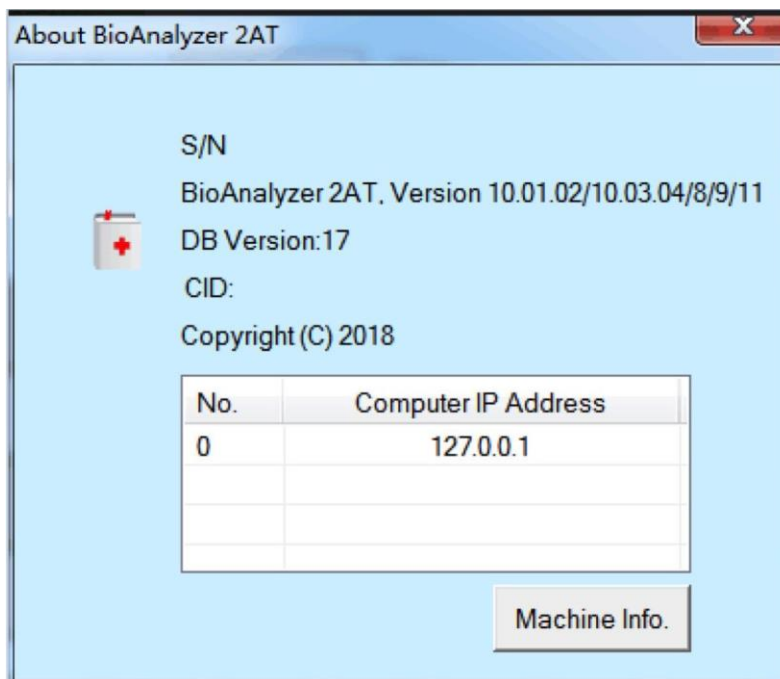 About BioAnalyzer 2AT
S/N
BioAnalyzer 2AT, Version 10.01.02/10.03.04/8/9/11
DB Version:17
CID:
Copyright (C) 2018
No. Computer IP Address
0 127.0.0.1
Machine Info.